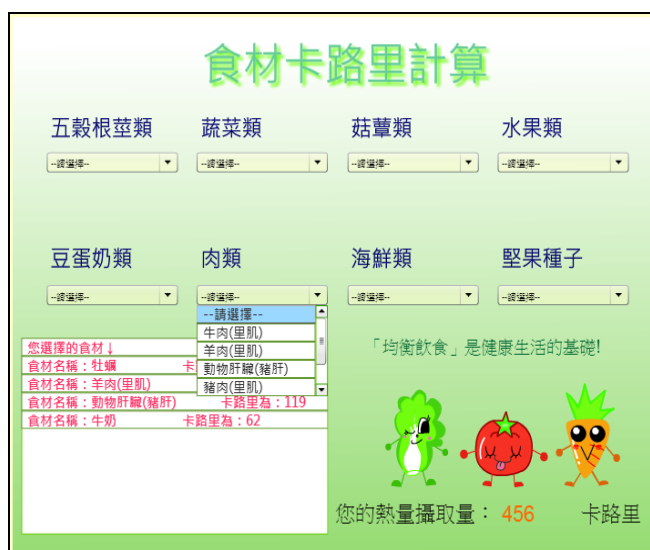 食材卡路里計算
五穀根莖類 蔬菜類 菇蕈類 水果類
--請選擇-- --請選擇-- --請選擇-- --請選擇--
豆蛋奶類 肉類 海鮮類 堅果種子
--請選擇-- --請選擇-- --請選擇-- --請選擇--
--請選擇--
牛肉(里肌)
羊肉(里肌)
動物肝臟(豬肝)
豬肉(里肌)
您選擇的食材↓
食材名稱：牡蠣 卡
食材名稱：羊肉(里肌)
食材名稱：動物肝臟(豬肝) 卡路里為：119
食材名稱：牛奶 卡路里為：62
「均衡飲食」是健康生活的基礎!
您的熱量攝取量： 456 卡路里